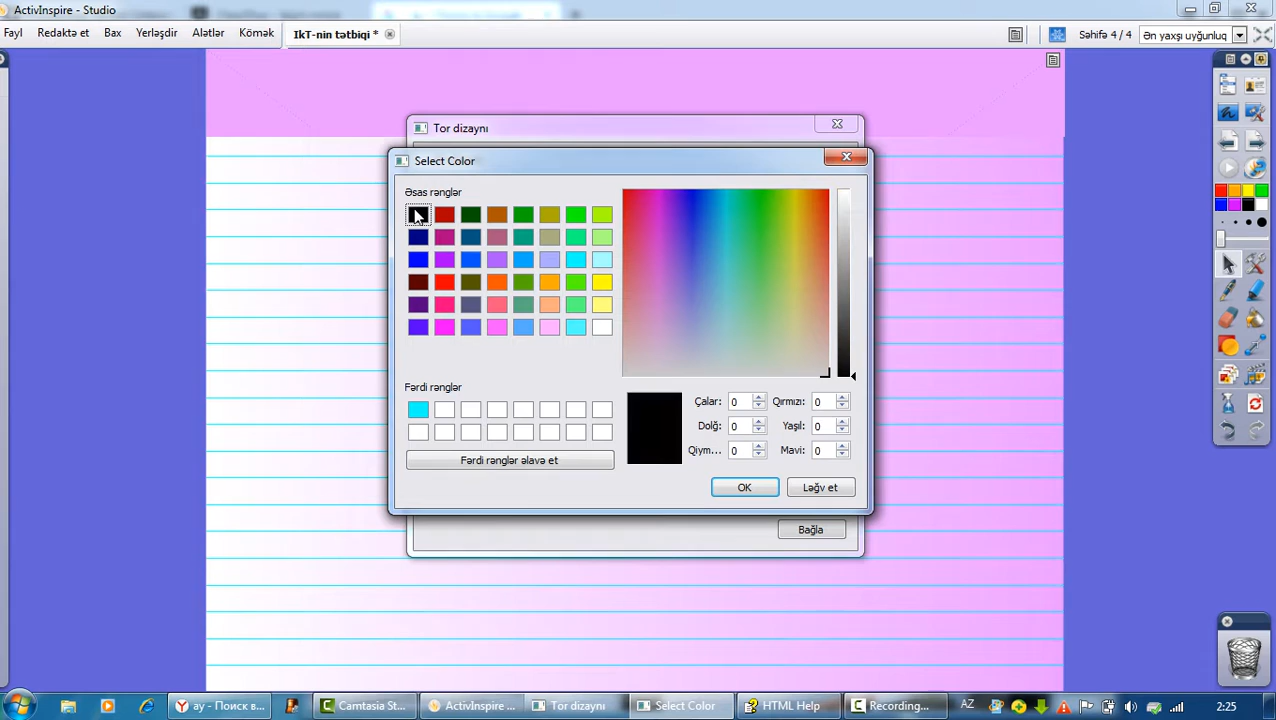 ActivInspire - Studio
Fayl Redaktə et Bax Yerləşdir Alətlər Kömək
IkT-nin tətbiqi *
Səhifə 4 / 4
Ən yaxşı uyğunluq
Tor dizaynı
Select Color
Əsas rənglər
Fərdi rənglər
Fərdi rənglər əlavə et
Çalar: 0 Qırmızı: 0
Dolğ: 0 Yaşıl: 0
Qiym... 0 Mavi: 0
OK Ləğv et
Bağla
ау - Поиск в...
Camtasia St...
ActivInspire ...
Tor dizaynı
Select Color
HTML Help
Recording...
AZ
2:25